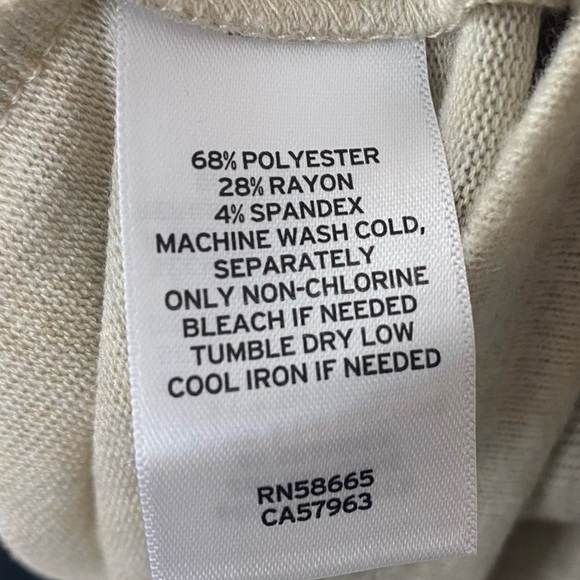 68% POLYESTER
28% RAYON
4% SPANDEX
MACHINE WASH COLD,
SEPARATELY
ONLY NON-CHLORINE
BLEACH IF NEEDED
TUMBLE DRY LOW
COOL IRON IF NEEDED
RN58665
CA57963